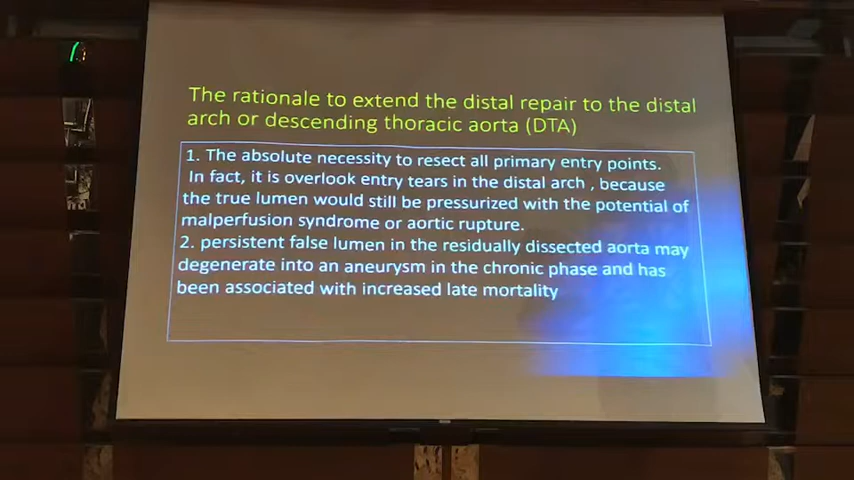 The rationale to extend the distal repair to the distal
arch or descending thoracic aorta (DTA)
1. The absolute necessity to resect all primary entry points.
In fact, it is overlook entry tears in the distal arch , because
the true lumen would still be pressurized with the potential of
malperfusion syndrome or aortic rupture.
2. persistent false lumen in the residually dissected aorta may
degenerate into an aneurysm in the chronic phase and has
been associated with increased late mortality